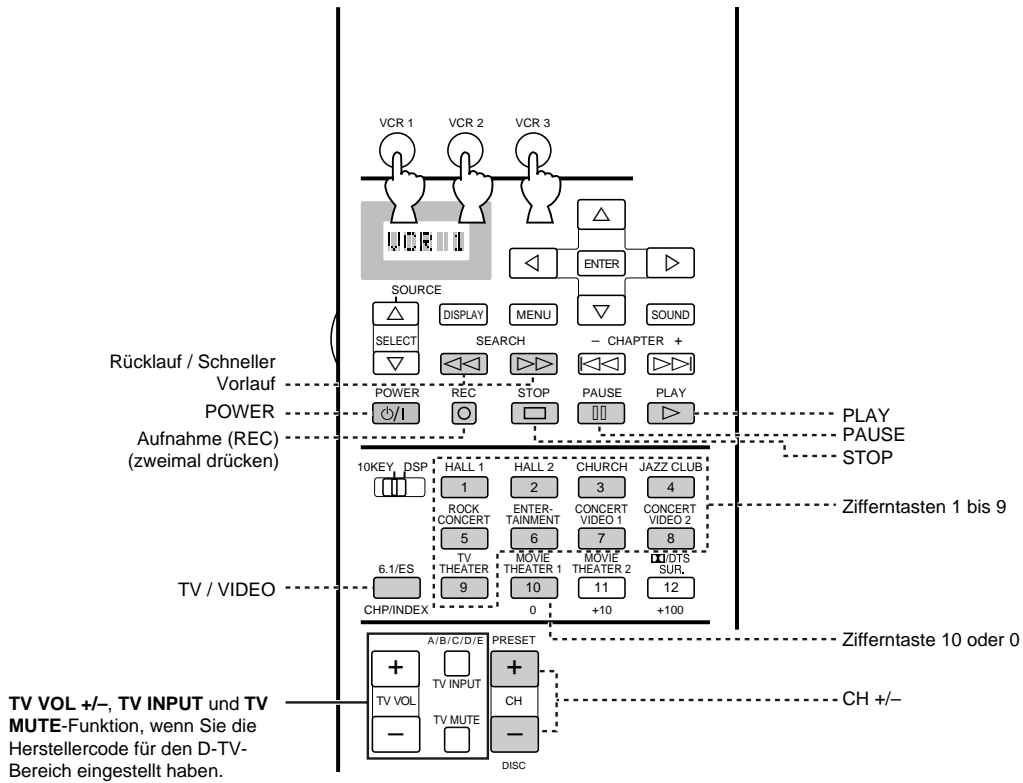 VCR 1 VCR 2 VCR 3
VCR 1
ENTER
SOURCE
DISPLAY MENU SOUND
SELECT SEARCH – CHAPTER +
Rücklauf / Schneller
Vorlauf
POWER REC STOP PAUSE PLAY
POWER
PLAY
Aufnahme (REC)
(zweimal drücken)
PAUSE
STOP
10KEY DSP HALL 1 HALL 2 CHURCH JAZZ CLUB
1 2 3 4
ROCK CONCERT ENTER-TAINMENT CONCERT VIDEO 1 CONCERT VIDEO 2
Zifferntasten 1 bis 9
5 6 7 8
TV THEATER MOVIE THEATER 1 MOVIE THEATER 2 /DTS SUR.
6.1/ES
9 10 11 12
TV / VIDEO
CHP/INDEX 0 +10 +100
Zifferntaste 10 oder 0
A/B/C/D/E PRESET
+ +
TV INPUT
TV VOL CH
CH +/–
TV MUTE
– –
DISC
TV VOL +/–, TV INPUT und TV
MUTE-Funktion, wenn Sie die
Herstellercode für den D-TV-
Bereich eingestellt haben.